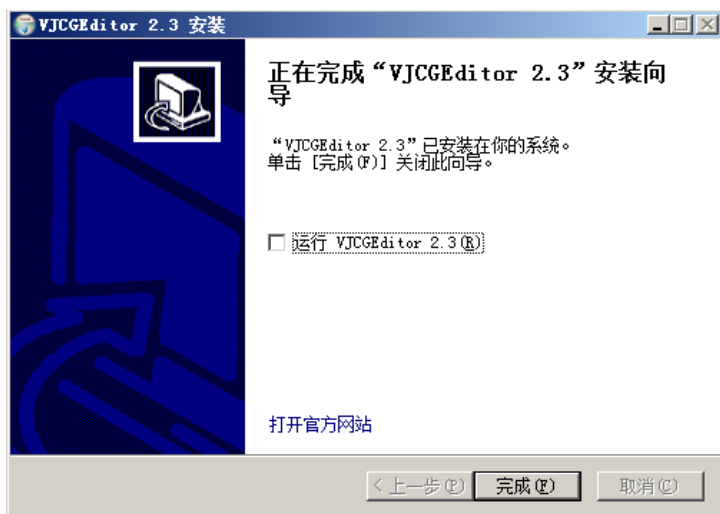 VJCGEditor 2.3 安装
正在完成“VJCGEditor 2.3”安装向
导
“VJCGEditor 2.3”已安装在你的系统。
单击 [完成(F)] 关闭此向导。
运行 VJCGEditor 2.3(R)
打开官方网站
< 上一步(P)
完成(F)
取消(C)